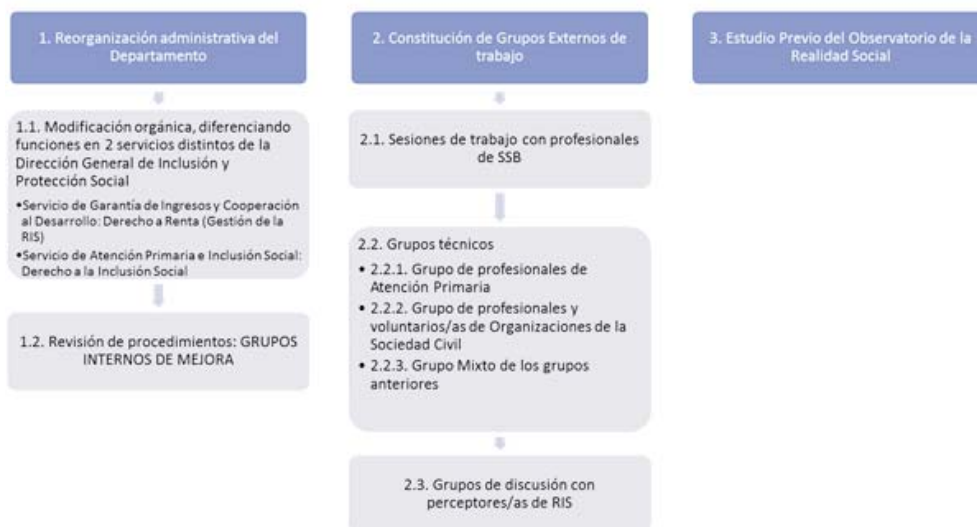 1. Reorganización administrativa del
Departamento
1.1. Modificación orgánica, diferenciando
funciones en 2 servicios distintos de la
Dirección General de Inclusión y
Protección Social
•Servicio de Garantía de Ingresos y Cooperación
al Desarrollo: Derecho a Renta (Gestión de la
RIS)
•Servicio de Atención Primaria e Inclusión Social:
Derecho a la Inclusión Social
1.2. Revisión de procedimientos: GRUPOS
INTERNOS DE MEJORA
2. Constitución de Grupos Externos de
trabajo
2.1. Sesiones de trabajo con profesionales
de SSB
2.2. Grupos técnicos
• 2.2.1. Grupo de profesionales de
Atención Primaria
• 2.2.2. Grupo de profesionales y
voluntarios/as de Organizaciones de la
Sociedad Civil
• 2.2.3. Grupo Mixto de los grupos
anteriores
2.3. Grupos de discusión con
perceptores/as de RIS
3. Estudio Previo del Observatorio de la
Realidad Social